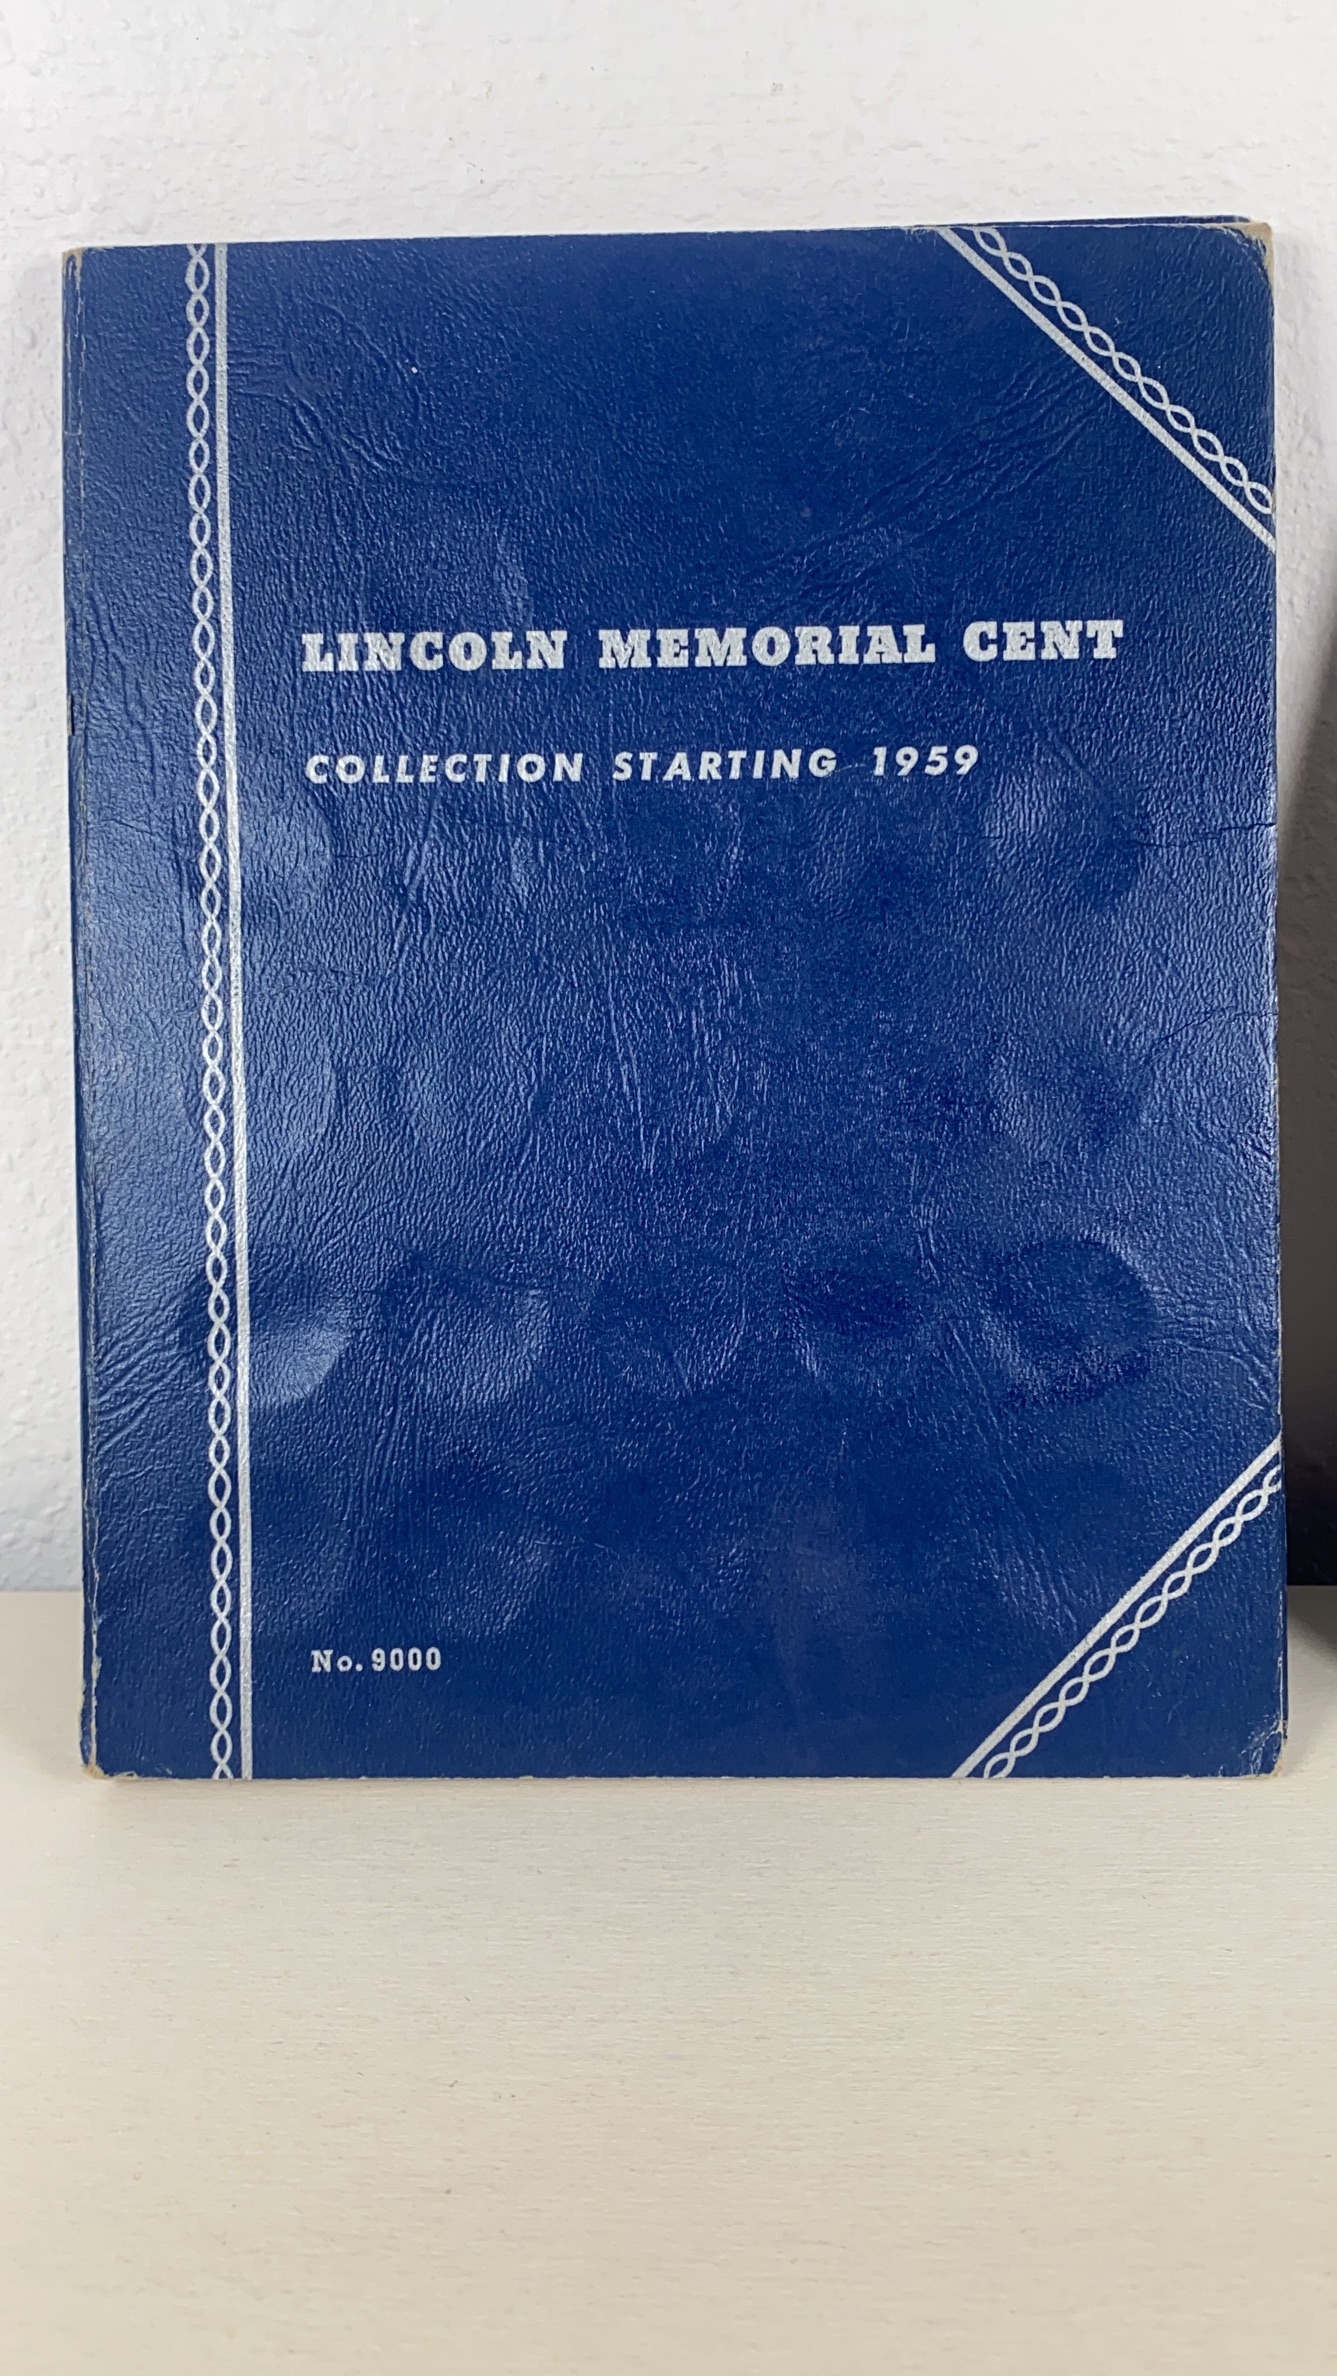 LINCOLN MEMORIAL CENT
COLLECTION STARTING 1959
No. 9000